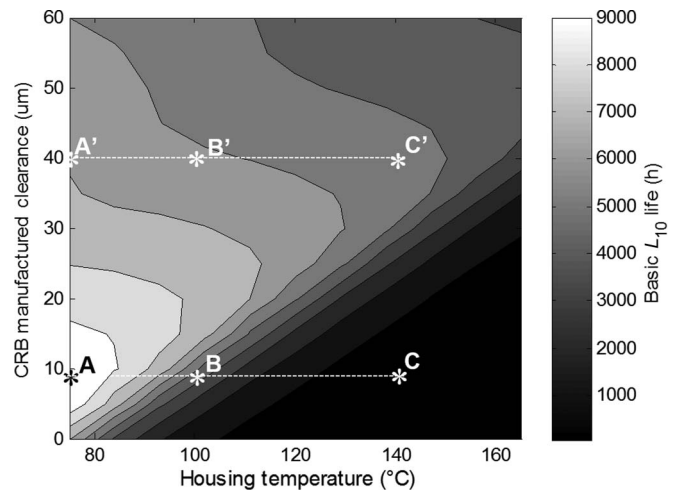 60
50
40
30
20
10
0
80
100
120
140
160
CRB manufactured clearance (um)
Housing temperature (°C)
A’
B’
C’
A
B
C
9000
8000
7000
6000
5000
4000
3000
2000
1000
Basic L10 life (h)